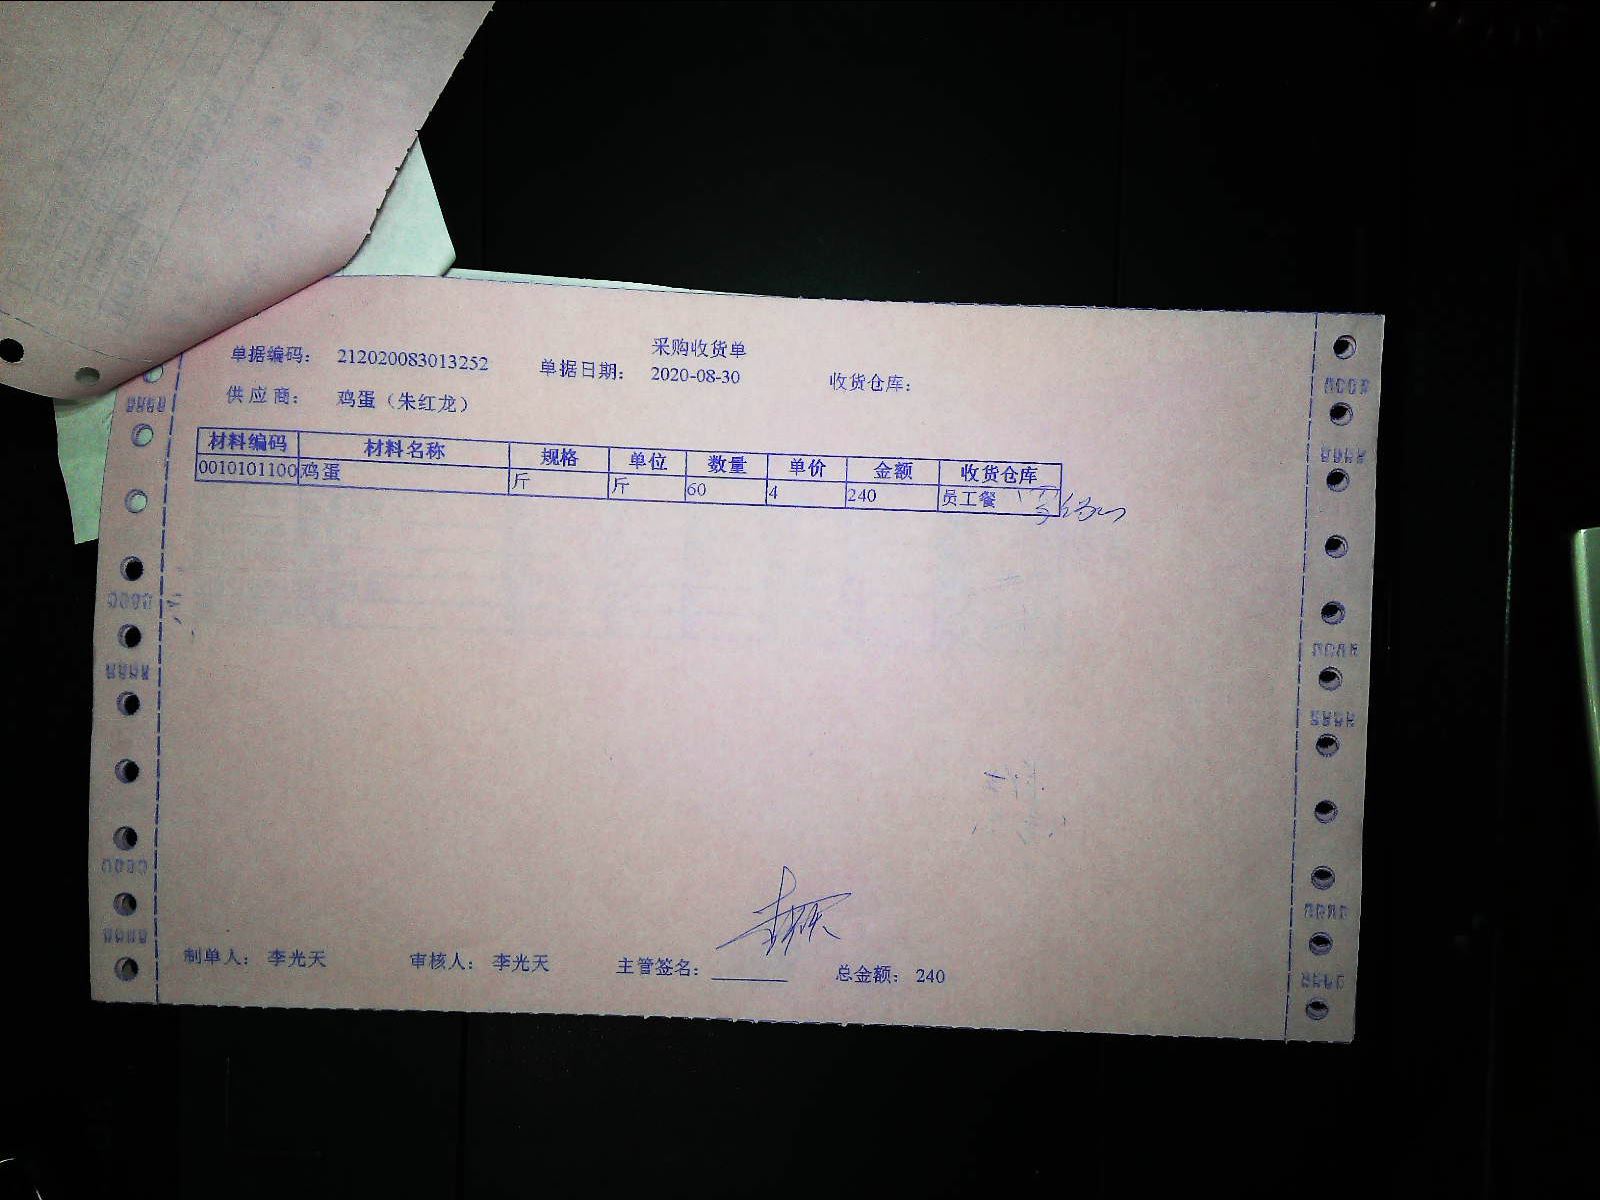 采购收货单
单据编码： 212020083013252 单据日期： 2020-08-30 收货仓库：
供应商： 鸡蛋（朱红龙）
材料编码 材料名称 规格 单位 数量 单价 金额 收货仓库
0010101100 鸡蛋 斤 斤 60 4 240 员工餐
制单人： 李光天 审核人： 李光天 主管签名： 总金额： 240